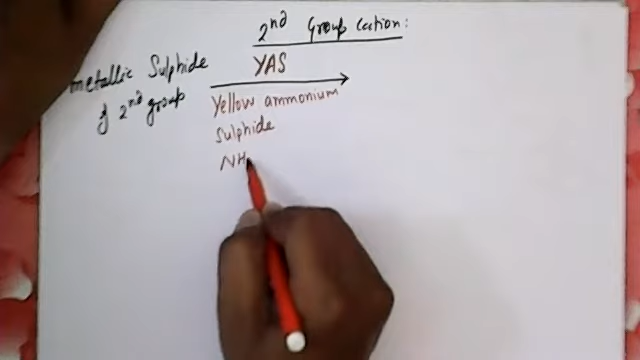 2nd Group Cation:
Metallic Sulphide
of 2nd group
YAS
Yellow ammonium
Sulphide
NH